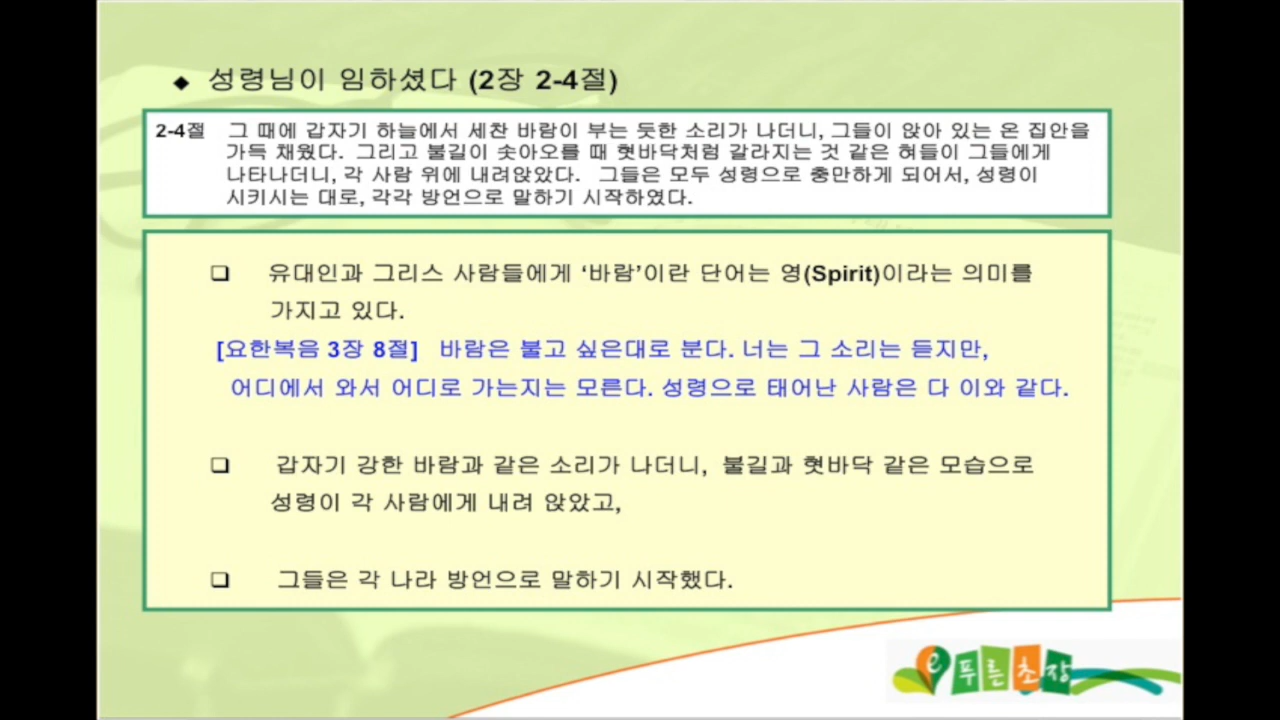 ◆ 성령님이 임하셨다 (2장 2-4절)
2-4절 그 때에 갑자기 하늘에서 세찬 바람이 부는 듯한 소리가 나더니, 그들이 앉아 있는 온 집안을
가득 채웠다. 그리고 불길이 솟아오를 때 혓바닥처럼 갈라지는 것 같은 혀들이 그들에게
나타나더니, 각 사람 위에 내려앉았다. 그들은 모두 성령으로 충만하게 되어서, 성령이
시키시는 대로, 각각 방언으로 말하기 시작하였다.
❑ 유대인과 그리스 사람들에게 ‘바람’이란 단어는 영(Spirit)이라는 의미를
가지고 있다.
[요한복음 3장 8절] 바람은 불고 싶은대로 분다. 너는 그 소리는 듣지만,
어디에서 와서 어디로 가는지는 모른다. 성령으로 태어난 사람은 다 이와 같다.
❑ 갑자기 강한 바람과 같은 소리가 나더니, 불길과 혓바닥 같은 모습으로
성령이 각 사람에게 내려 앉았고,
❑ 그들은 각 나라 방언으로 말하기 시작했다.
e 푸른초장